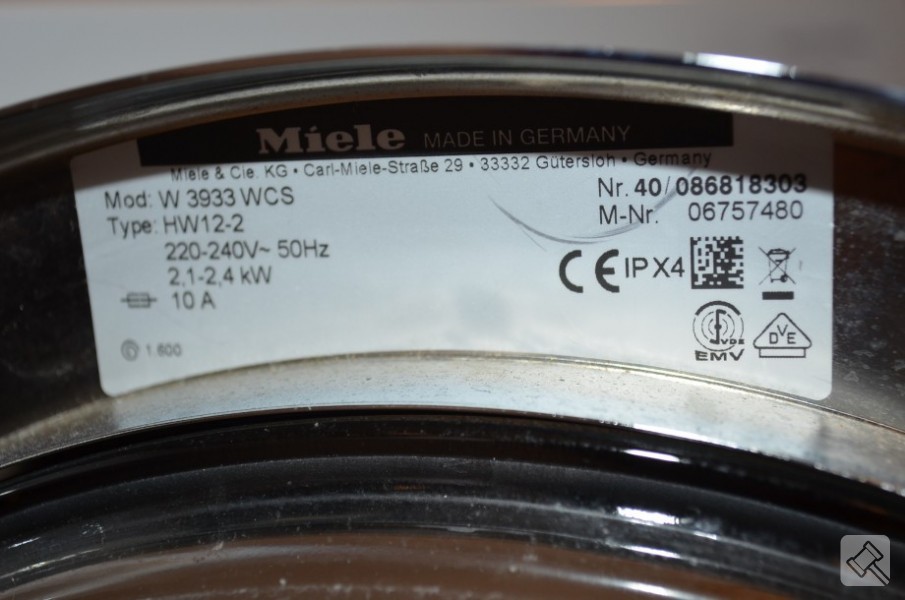 Miele MADE IN GERMANY
Miele & Cie. KG • Carl-Miele-Straße 29 • 33332 Gütersloh • Germany
Mod: W 3933 WCS
Nr. 40/086818303
Type: HW12-2
M-Nr. 06757480
220-240V~ 50Hz
2,1-2,4 kW
10 A
CE IPX4
1.600
VDE
EMV
DVE